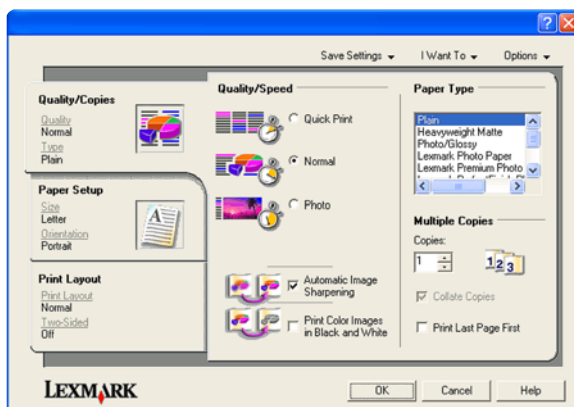 Save Settings
I Want To
Options
Quality/Copies
Quality
Normal
Type
Plain
Paper Setup
Size
Letter
Orientation
Portrait
Print Layout
Print Layout
Normal
Two-Sided
Off
Quality/Speed
Quick Print
Normal
Photo
Automatic Image
Sharpening
Print Color Images
in Black and White
Paper Type
Plain
Heavyweight Matte
Photo/Glossy
Lexmark Photo Paper
Lexmark Premium Photo
Multiple Copies
Copies:
1
1 2 3
Collate Copies
Print Last Page First
LEXMARK
OK
Cancel
Help